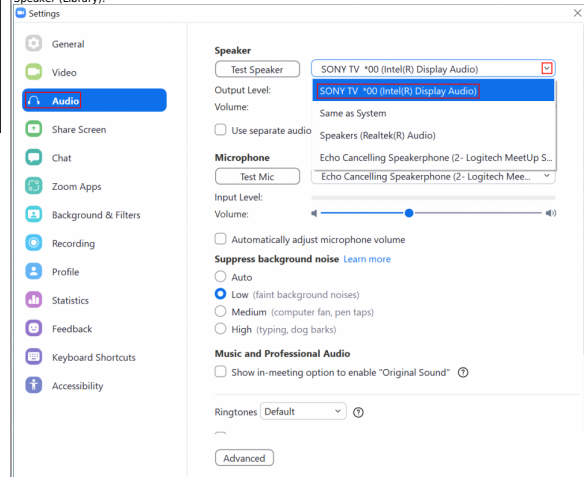 Speaker (Library).
Settings
General
Video
Audio
Share Screen
Chat
Zoom Apps
Background & Filters
Recording
Profile
Statistics
Feedback
Keyboard Shortcuts
Accessibility
Speaker
Test Speaker
SONY TV *00 (Intel(R) Display Audio)
SONY TV *00 (Intel(R) Display Audio)
Same as System
Speakers (Realtek(R) Audio)
Echo Cancelling Speakerphone (2- Logitech MeetUp S...
Output Level:
Volume:
Use separate audio
Microphone
Test Mic
Echo Cancelling Speakerphone (2- Logitech Mee...
Input Level:
Volume:
Automatically adjust microphone volume
Suppress background noise Learn more
Auto
Low (faint background noises)
Medium (computer fan, pen taps)
High (typing, dog barks)
Music and Professional Audio
Show in-meeting option to enable "Original Sound"
Ringtones Default
Advanced